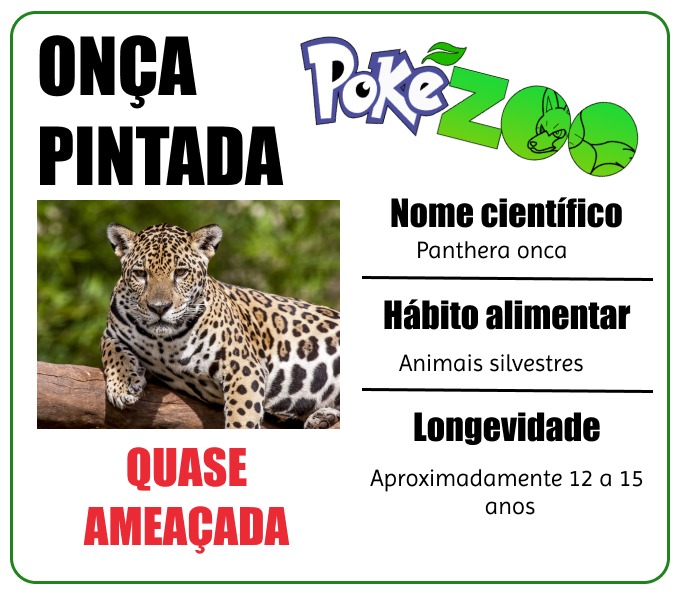 ONÇA
PINTADA
PokéZOO
Nome científico
Panthera onca
Hábito alimentar
Animais silvestres
Longevidade
Aproximadamente 12 a 15
anos
QUASE
AMEAÇADA